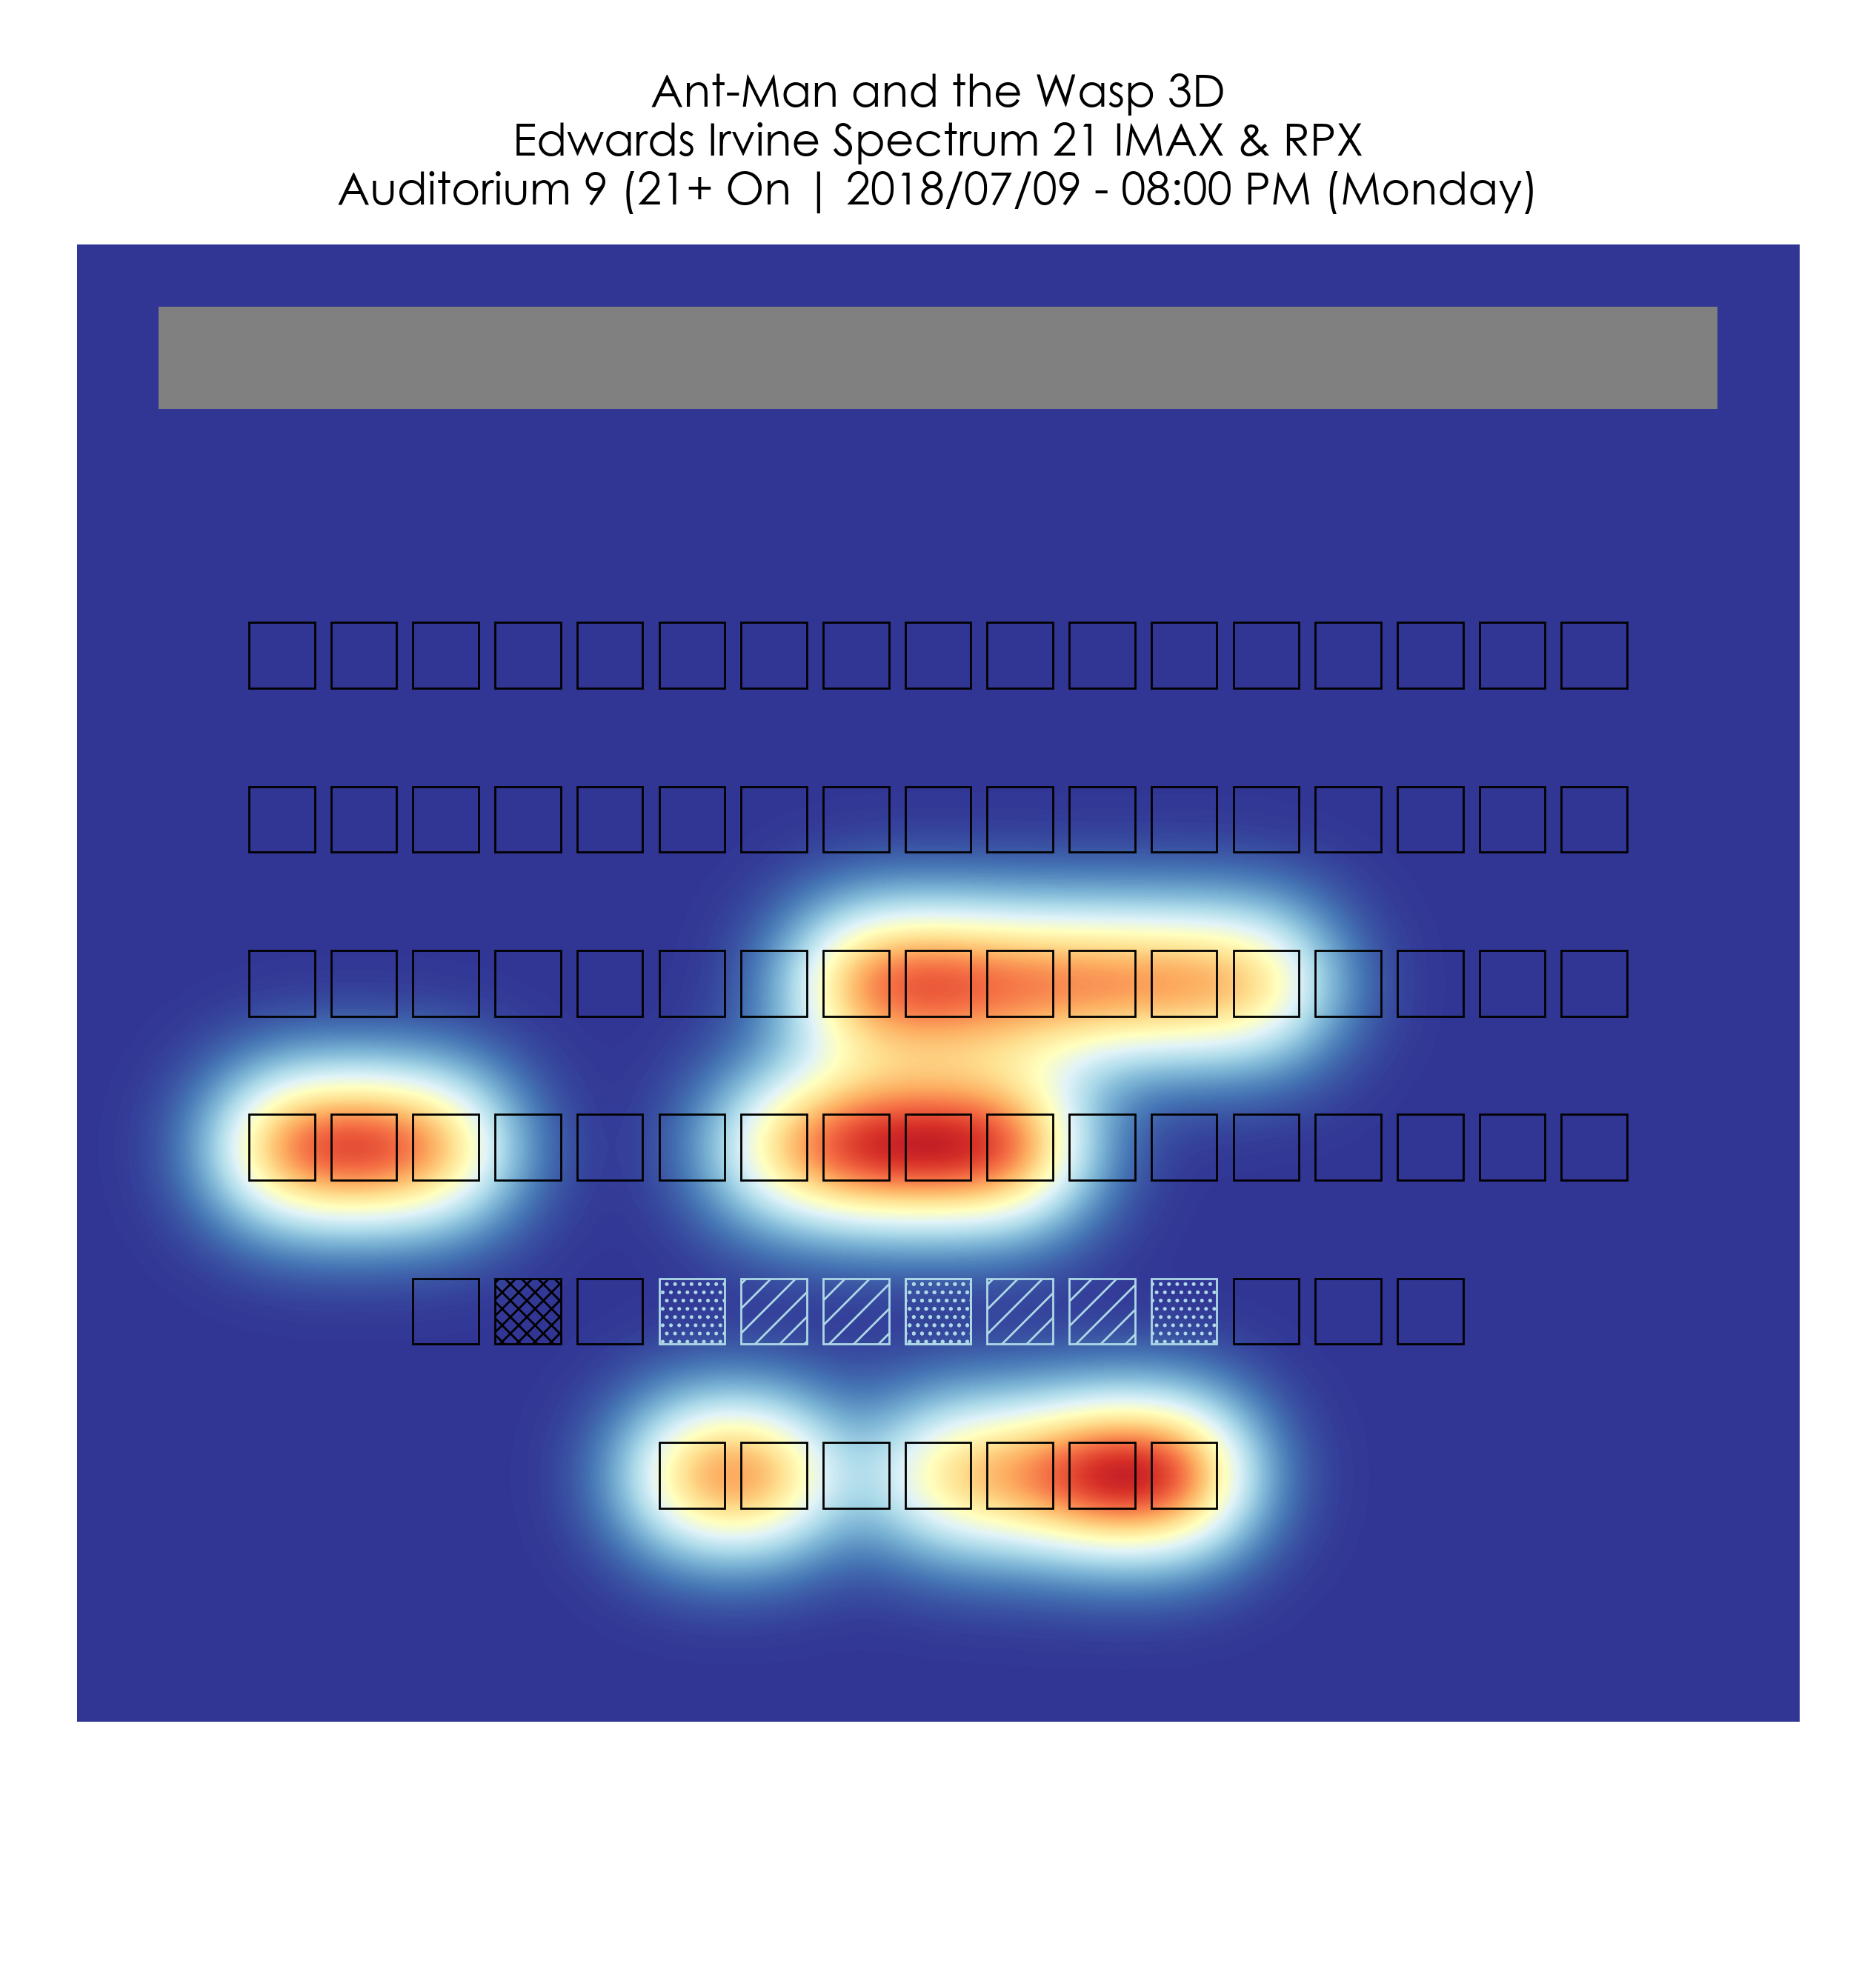 Ant-Man and the Wasp 3D
Edwards Irvine Spectrum 21 IMAX & RPX
Auditorium 9 (21+ On | 2018/07/09 - 08:00 PM (Monday)